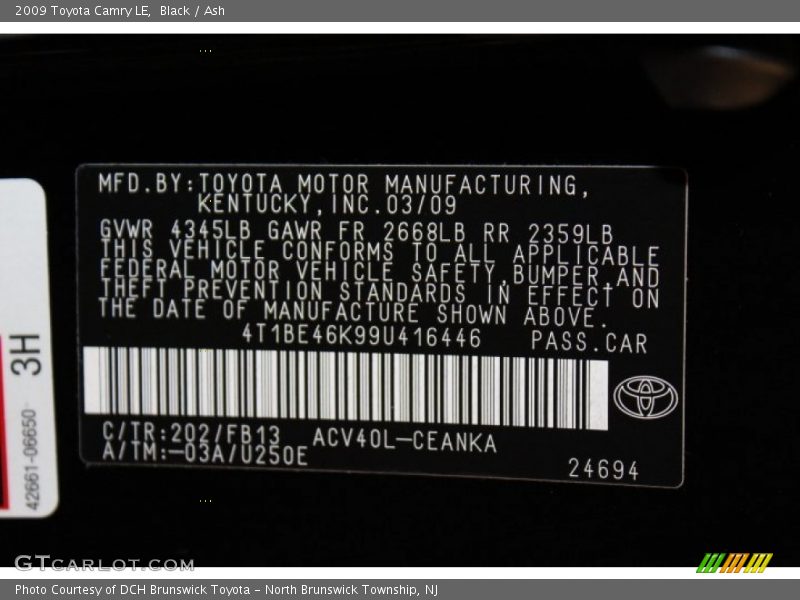 2009 Toyota Camry LE, Black / Ash
MFD.BY:TOYOTA MOTOR MANUFACTURING,
KENTUCKY,INC.03/09
GVWR 4345LB GAWR FR 2668LB RR 2359LB
THIS VEHICLE CONFORMS TO ALL APPLICABLE
FEDERAL MOTOR VEHICLE SAFETY,BUMPER,AND
THEFT PREVENTION STANDARDS IN EFFECT ON
THE DATE OF MANUFACTURE SHOWN ABOVE.
4T1BE46K99U416446 PASS.CAR
C/TR:202/FB13 ACV40L-CEANKA
A/TM:-03A/U250E
24694
3H
42661-06650
GTCARLOT.COM
Photo Courtesy of DCH Brunswick Toyota - North Brunswick Township, NJ